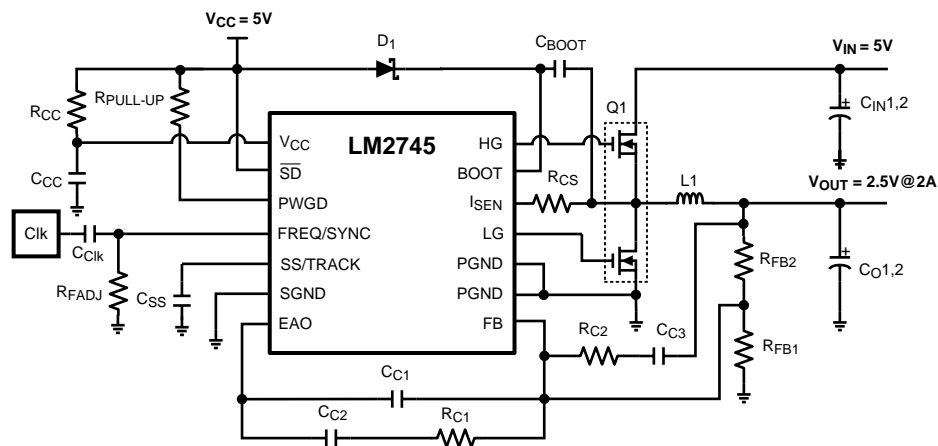 VCC = 5V
D1
CBOOT
VIN = 5V
RCC
RPULL-UP
Q1
CIN1,2
+
LM2745
VCC
HG
SD
BOOT
CCC
RCS
L1
VOUT = 2.5V@2A
PWGD
ISEN
Clk
CClk
FREQ/SYNC
LG
RFB2
+
CO1,2
RFADJ
CSS
SS/TRACK
PGND
SGND
PGND
EAO
FB
RC2
CC3
RFB1
CC1
CC2
RC1